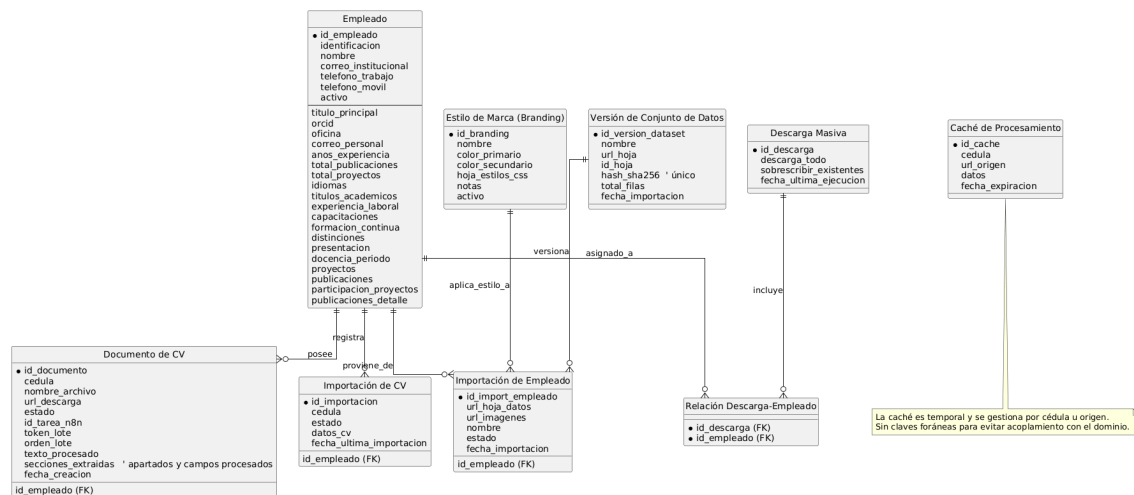 Empleado
id_empleado
identificacion
nombre
correo_institucional
telefono_trabajo
telefono_movil
activo
titulo_principal
orcid
oficina
correo_personal
anos_experiencia
total_publicaciones
total_proyectos
idiomas
titulos_academicos
experiencia_laboral
capacitaciones
formacion_continua
distinciones
presentacion
docencia_periodo
proyectos
publicaciones
participacion_proyectos
publicaciones_detalle
Estilo de Marca (Branding)
id_branding
nombre
color_primario
color_secundario
hoja_estilos_css
notas
activo
Versión de Conjunto de Datos
id_version_dataset
nombre
url_hoja
id_hoja
hash_sha256 ' único
total_filas
fecha_importacion
Descarga Masiva
id_descarga
descarga_todo
sobrescribir_existentes
fecha_ultima_ejecucion
Caché de Procesamiento
id_cache
cedula
url_origen
datos
fecha_expiracion
versiona
asignado_a
aplica_estilo_a
incluye
registra
posee
proviene_de
Documento de CV
id_documento
cedula
nombre_archivo
url_descarga
estado
id_tarea_n8n
token_lote
orden_lote
texto_procesado
secciones_extraidas ' apartados y campos procesados
fecha_creacion
id_empleado (FK)
Importación de CV
id_importacion
cedula
estado
datos_cv
fecha_ultima_importacion
id_empleado (FK)
Importación de Empleado
id_import_empleado
url_hoja_datos
url_imagenes
nombre
estado
fecha_importacion
id_empleado (FK)
Relación Descarga-Empleado
id_descarga (FK)
id_empleado (FK)
La caché es temporal y se gestiona por cédula u origen.
Sin claves foráneas para evitar acoplamiento con el dominio.